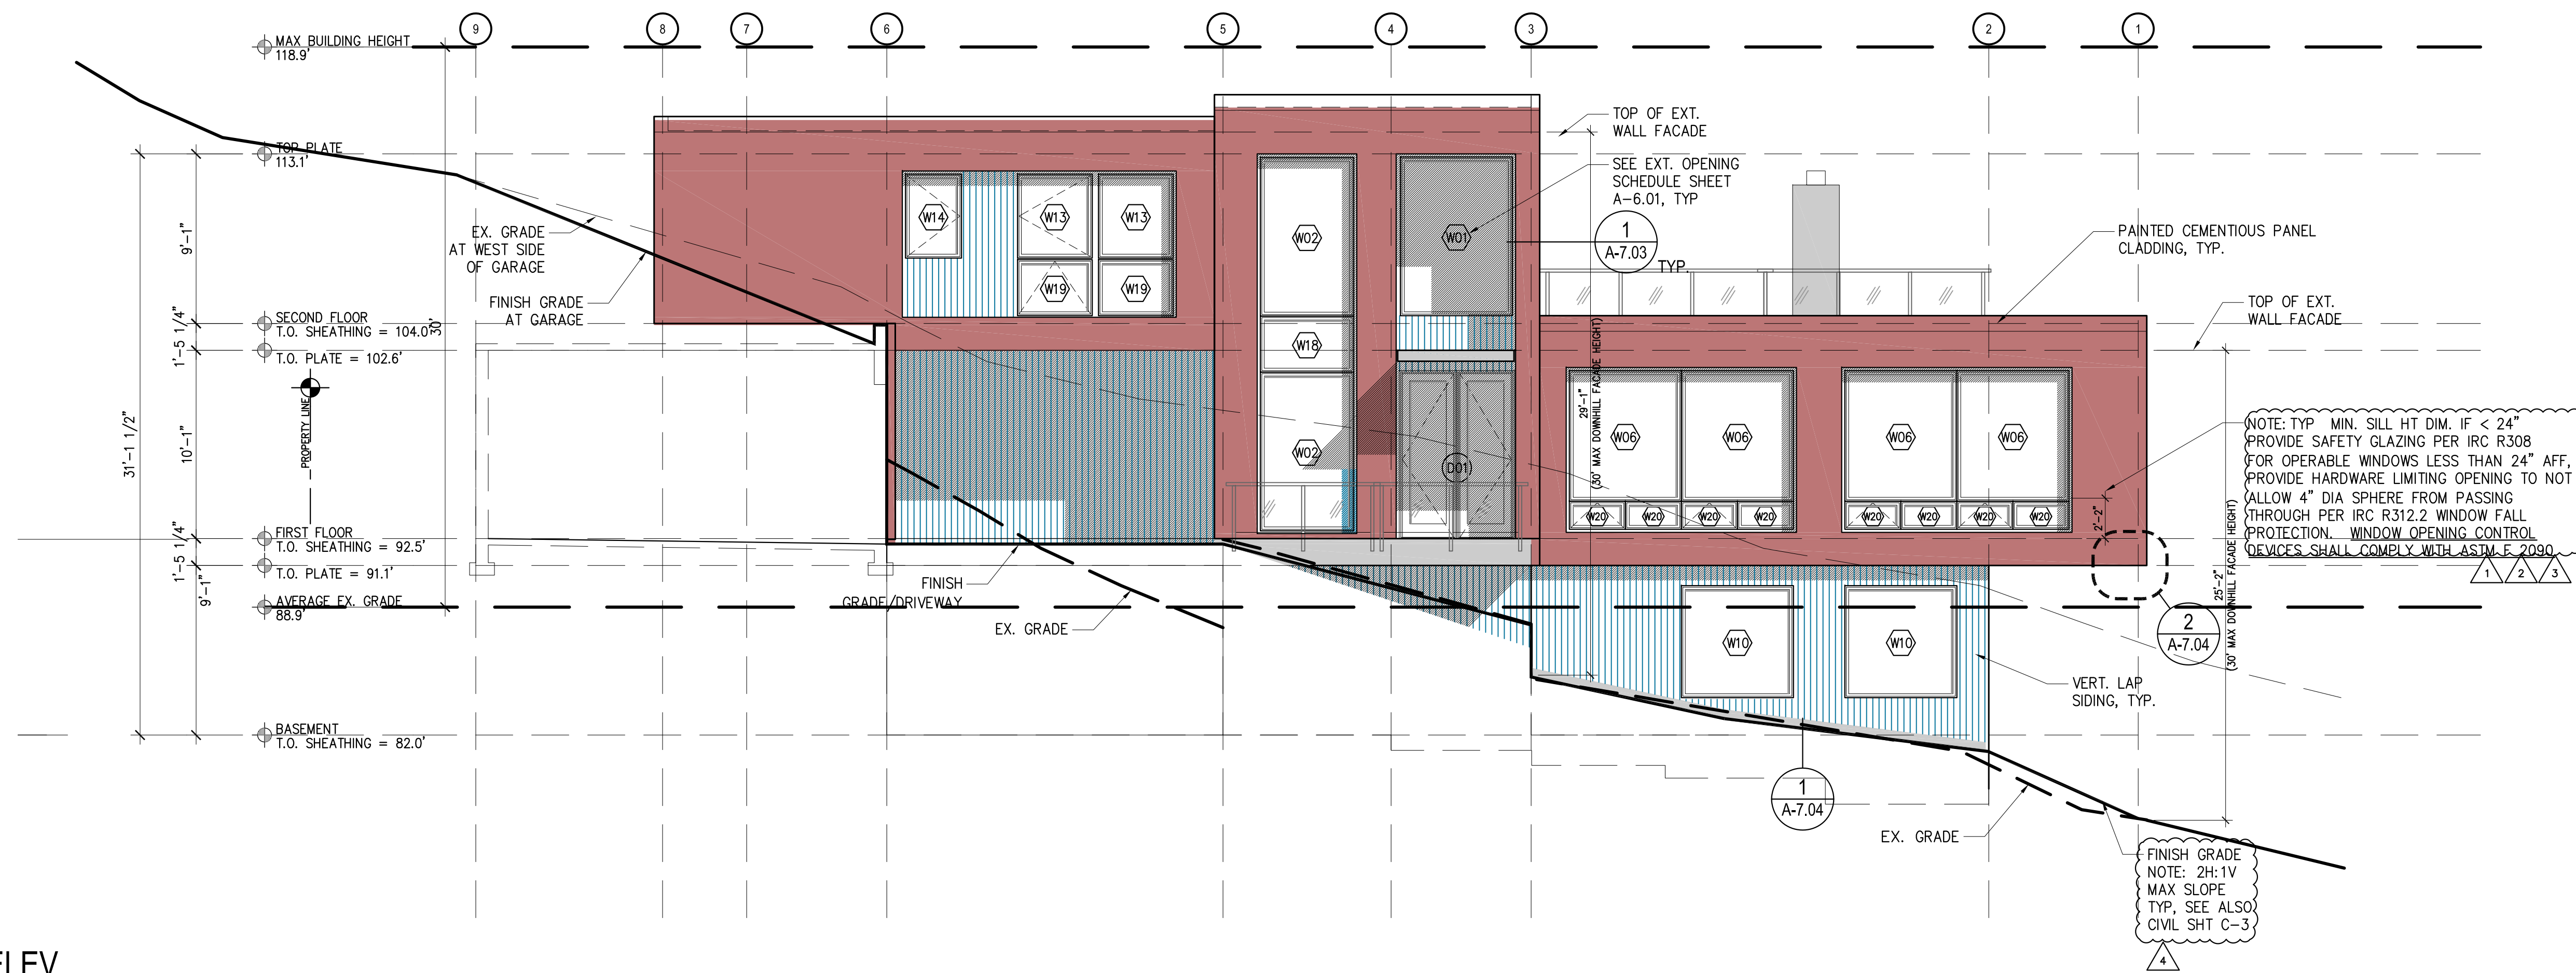 9
8
7
6
5
4
3
2
1
MAX BUILDING HEIGHT
118.9'
TOP PLATE
113.1'
SECOND FLOOR
T.O. SHEATHING = 104.0'
30'
T.O. PLATE = 102.6'
PROPERTY LINE
FIRST FLOOR
T.O. SHEATHING = 92.5'
T.O. PLATE = 91.1'
AVERAGE EX. GRADE
88.9'
BASEMENT
T.O. SHEATHING = 82.0'
31'-1 1/2"
9'-1"
1'-5 1/4"
10'-1"
1'-5 1/4"
9'-1"
EX. GRADE
AT WEST SIDE
OF GARAGE
FINISH GRADE
AT GARAGE
W14
W13
W13
W19
W19
W02
W18
W02
W01
D01
TOP OF EXT.
WALL FACADE
SEE EXT. OPENING
SCHEDULE SHEET
A-6.01, TYP
1
A-7.03
TYP.
29'-1"
(30' MAX DOWNHILL FACADE HEIGHT)
PAINTED CEMENTIOUS PANEL
CLADDING, TYP.
TOP OF EXT.
WALL FACADE
W06
W06
W06
W06
W20
W20
W20
W20
W20
W20
W20
W20
2'-2"
NOTE: TYP MIN. SILL HT DIM. IF < 24"
PROVIDE SAFETY GLAZING PER IRC R308
FOR OPERABLE WINDOWS LESS THAN 24" AFF,
PROVIDE HARDWARE LIMITING OPENING TO NOT
ALLOW 4" DIA SPHERE FROM PASSING
THROUGH PER IRC R312.2 WINDOW FALL
PROTECTION. WINDOW OPENING CONTROL
DEVICES SHALL COMPLY WITH ASTM F 2090.
1
2
3
25'-2"
(30' MAX DOWNHILL FACADE HEIGHT)
2
A-7.04
FINISH
GRADE/DRIVEWAY
EX. GRADE
W10
W10
VERT. LAP
SIDING, TYP.
1
A-7.04
EX. GRADE
FINISH GRADE
NOTE: 2H:1V
MAX SLOPE
TYP, SEE ALSO
CIVIL SHT C-3
4
ELEV